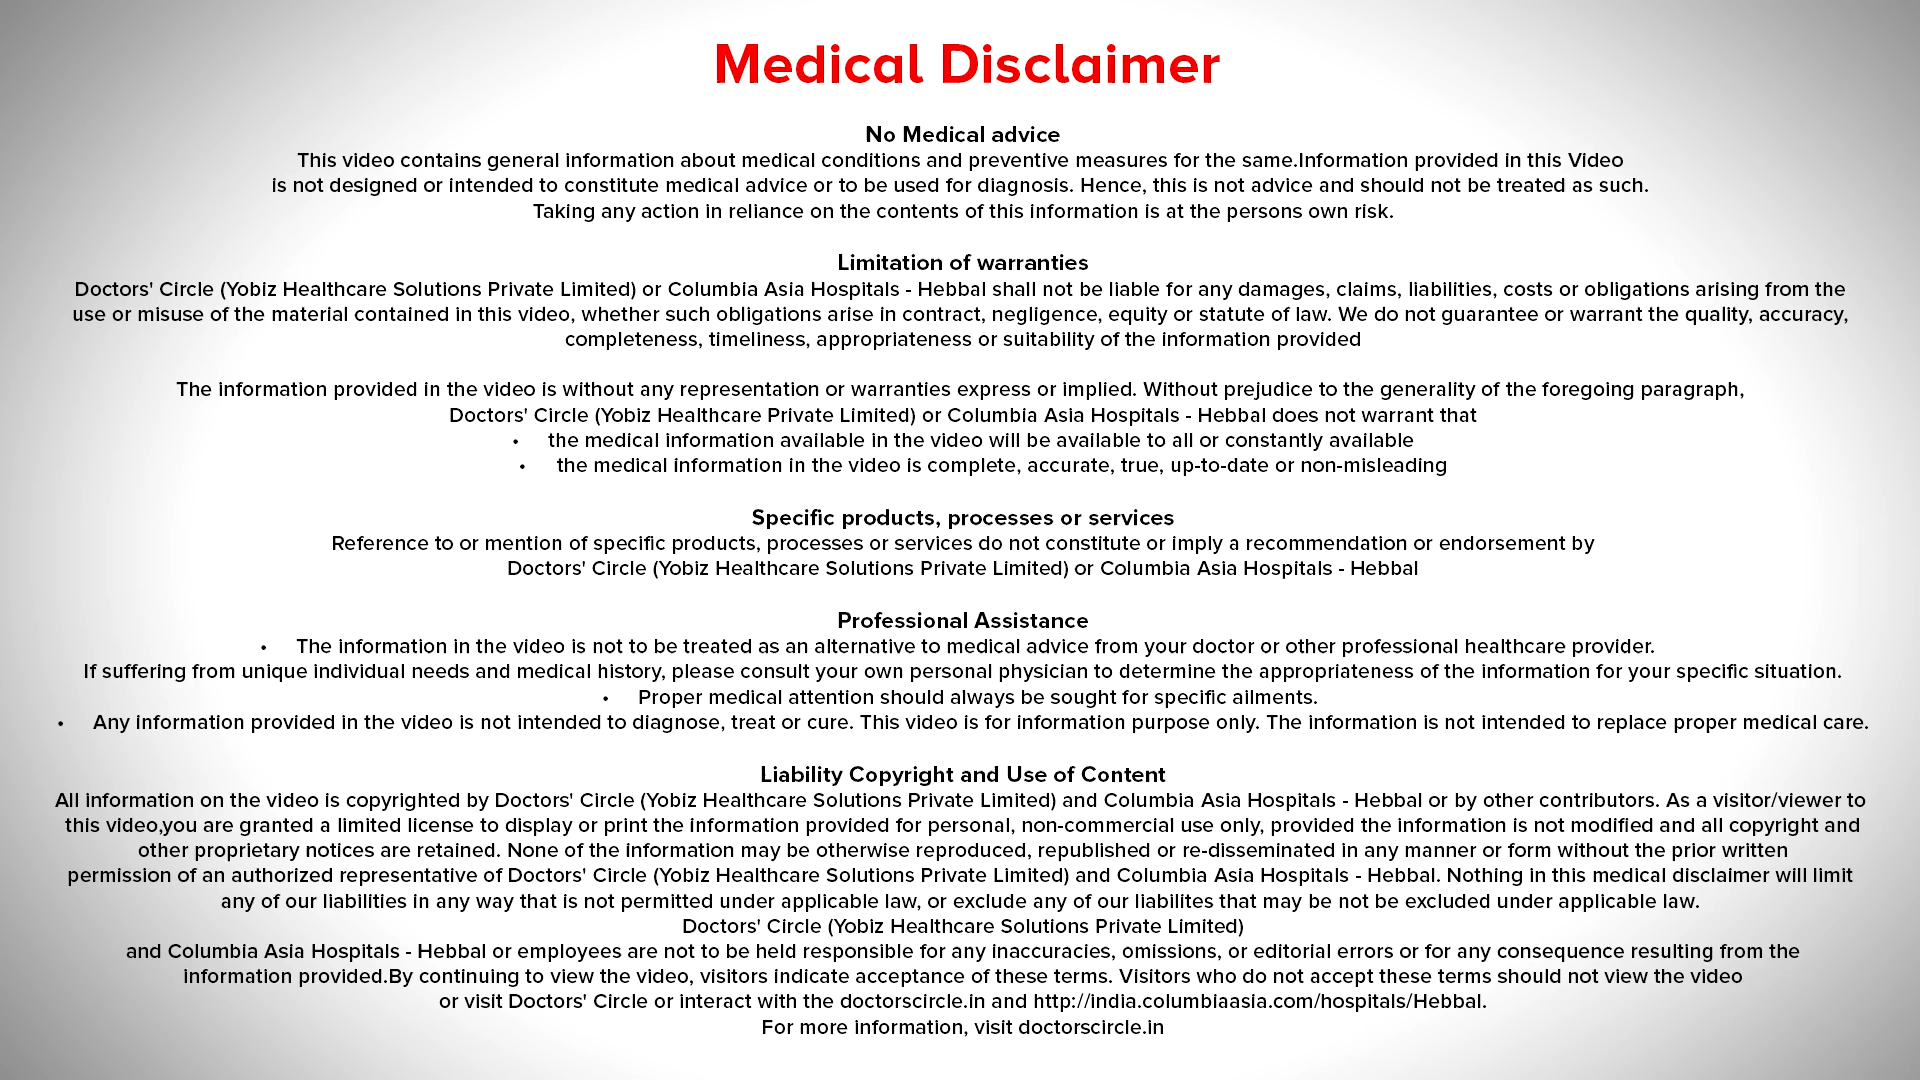 Medical Disclaimer
No Medical advice
This video contains general information about medical conditions and preventive measures for the same.Information provided in this Video
is not designed or intended to constitute medical advice or to be used for diagnosis. Hence, this is not advice and should not be treated as such.
Taking any action in reliance on the contents of this information is at the persons own risk.
Limitation of warranties
Doctors' Circle (Yobiz Healthcare Solutions Private Limited) or Columbia Asia Hospitals - Hebbal shall not be liable for any damages, claims, liabilities, costs or obligations arising from the
use or misuse of the material contained in this video, whether such obligations arise in contract, negligence, equity or statute of law. We do not guarantee or warrant the quality, accuracy,
completeness, timeliness, appropriateness or suitability of the information provided
The information provided in the video is without any representation or warranties express or implied. Without prejudice to the generality of the foregoing paragraph,
Doctors' Circle (Yobiz Healthcare Private Limited) or Columbia Asia Hospitals - Hebbal does not warrant that
• the medical information available in the video will be available to all or constantly available
• the medical information in the video is complete, accurate, true, up-to-date or non-misleading
Specific products, processes or services
Reference to or mention of specific products, processes or services do not constitute or imply a recommendation or endorsement by
Doctors' Circle (Yobiz Healthcare Solutions Private Limited) or Columbia Asia Hospitals - Hebbal
Professional Assistance
• The information in the video is not to be treated as an alternative to medical advice from your doctor or other professional healthcare provider.
If suffering from unique individual needs and medical history, please consult your own personal physician to determine the appropriateness of the information for your specific situation.
• Proper medical attention should always be sought for specific ailments.
• Any information provided in the video is not intended to diagnose, treat or cure. This video is for information purpose only. The information is not intended to replace proper medical care.
Liability Copyright and Use of Content
All information on the video is copyrighted by Doctors' Circle (Yobiz Healthcare Solutions Private Limited) and Columbia Asia Hospitals - Hebbal or by other contributors. As a visitor/viewer to
this video,you are granted a limited license to display or print the information provided for personal, non-commercial use only, provided the information is not modified and all copyright and
other proprietary notices are retained. None of the information may be otherwise reproduced, republished or re-disseminated in any manner or form without the prior written
permission of an authorized representative of Doctors' Circle (Yobiz Healthcare Solutions Private Limited) and Columbia Asia Hospitals - Hebbal. Nothing in this medical disclaimer will limit
any of our liabilities in any way that is not permitted under applicable law, or exclude any of our liabilites that may be not be excluded under applicable law.
Doctors' Circle (Yobiz Healthcare Solutions Private Limited)
and Columbia Asia Hospitals - Hebbal or employees are not to be held responsible for any inaccuracies, omissions, or editorial errors or for any consequence resulting from the
information provided.By continuing to view the video, visitors indicate acceptance of these terms. Visitors who do not accept these terms should not view the video
or visit Doctors' Circle or interact with the doctorscircle.in and http://india.columbiaasia.com/hospitals/Hebbal.
For more information, visit doctorscircle.in